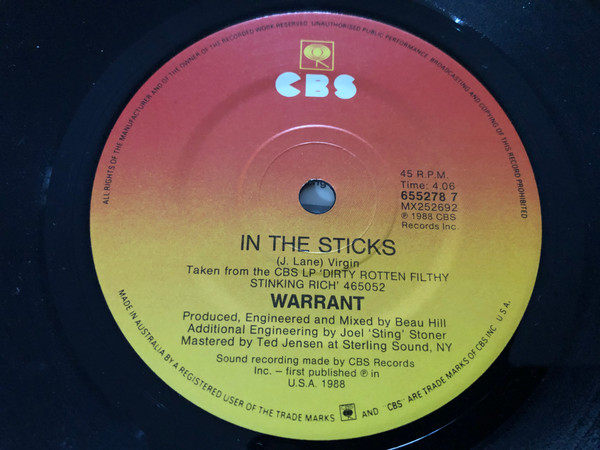 ALL RIGHTS OF THE MANUFACTURER AND OF THE OWNER OF THE RECORDED WORK RESERVED. UNAUTHORISED PUBLIC PERFORMANCE, BROADCASTING AND COPYING OF THIS RECORD PROHIBITED
CBS
45 R.P.M.
Time: 4.06
655278 7
MX252692
℗ 1988 CBS
Records Inc.
IN THE STICKS
(J. Lane) Virgin
Taken from the CBS LP 'DIRTY ROTTEN FILTHY
STINKING RICH' 465052
WARRANT
Produced, Engineered and Mixed by Beau Hill
Additional Engineering by Joel 'Sting' Stoner
Mastered by Ted Jensen at Sterling Sound, NY
Sound recording made by CBS Records
Inc. – first published ℗ in
U.S.A. 1988
MADE IN AUSTRALIA BY A REGISTERED USER OF THE TRADE MARKS AND "CBS" ARE TRADE MARKS OF CBS INC U.S.A.